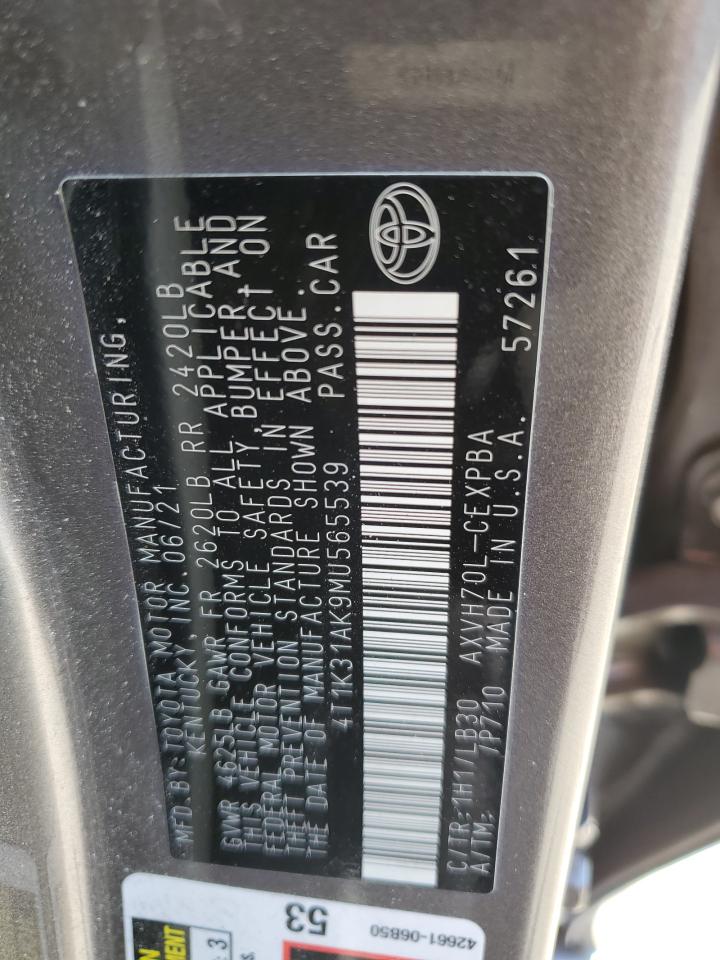 MFD.BY:TOYOTA MOTOR MANUFACTURING,
KENTUCKY, INC.06/21
GVWR 4625LB GAWR FR 2620LB RR 2420LB
THIS VEHICLE CONFORMS TO ALL APPLICABLE
FEDERAL MOTOR VEHICLE SAFETY, BUMPER, AND
THEFT PREVENTION STANDARDS IN EFFECT ON
THE DATE OF MANUFACTURE SHOWN ABOVE.
4T1K31AK9MU565539 PASS.CAR
C/TR: 1H1/LB30 AXVH70L-CEXPBA
A/TM: /P710 MADE IN U.S.A. 57261
53
42661-06B50
3